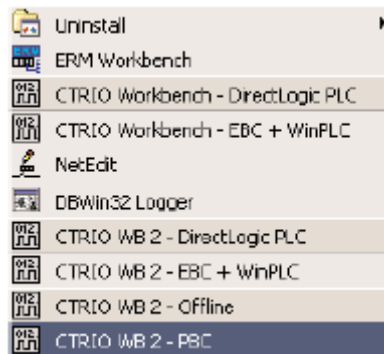 Uninstall
ERM Workbench
CTRIO Workbench - DirectLogic PLC
CTRIO Workbench - EBC + WinPLC
NetEdit
DBWin32 Logger
CTRIO WB 2 - DirectLogic PLC
CTRIO WB 2 - EBC + WinPLC
CTRIO WB 2 - Offline
CTRIO WB 2 - PBC